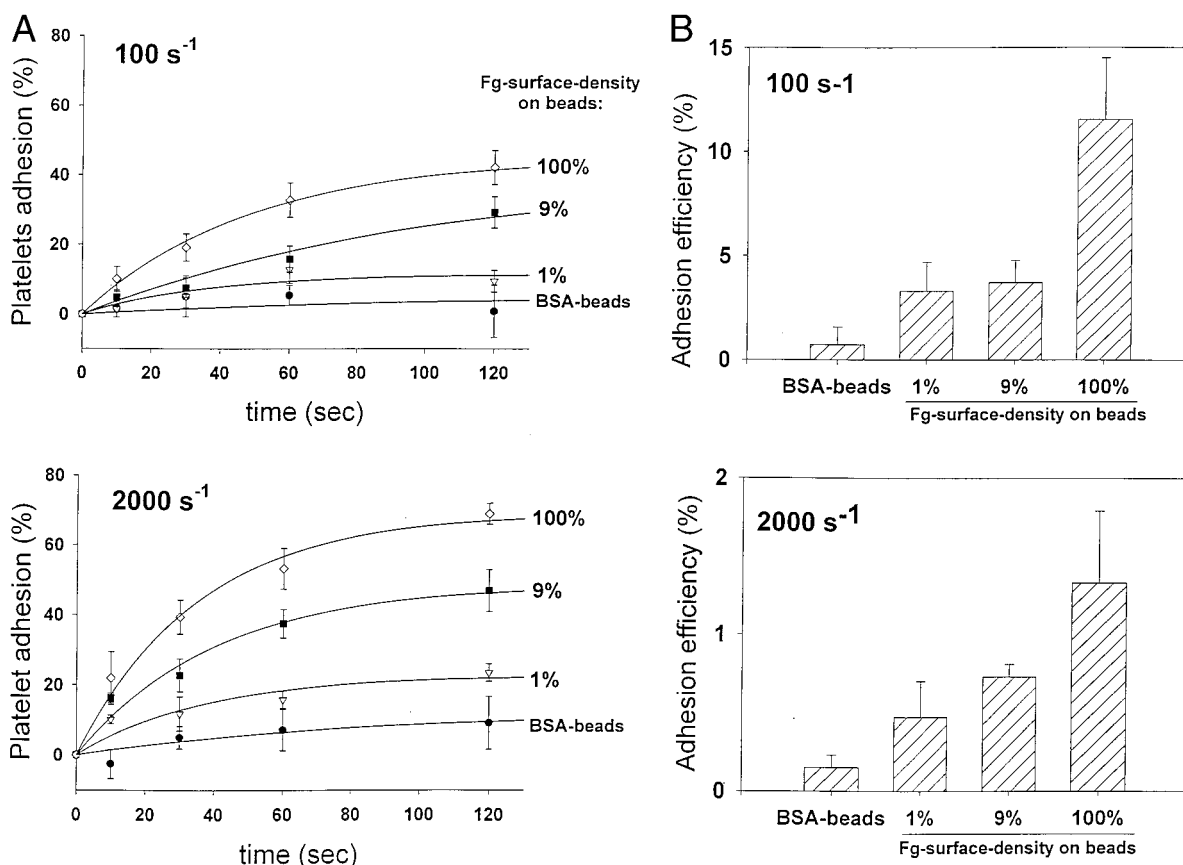 A
80
60
40
20
0
Platelets adhesion (%)
100 s-1
Fg-surface-density
on beads:
100%
9%
1%
BSA-beads
0 20 40 60 80 100 120
time (sec)
B
15
10
5
0
Adhesion efficiency (%)
100 s-1
BSA-beads 1% 9% 100%
Fg-surface-density on beads
80
60
40
20
0
Platelet adhesion (%)
2000 s-1
100%
9%
1%
BSA-beads
0 20 40 60 80 100 120
time (sec)
2
1
0
Adhesion efficiency (%)
2000 s-1
BSA-beads 1% 9% 100%
Fg-surface-density on beads